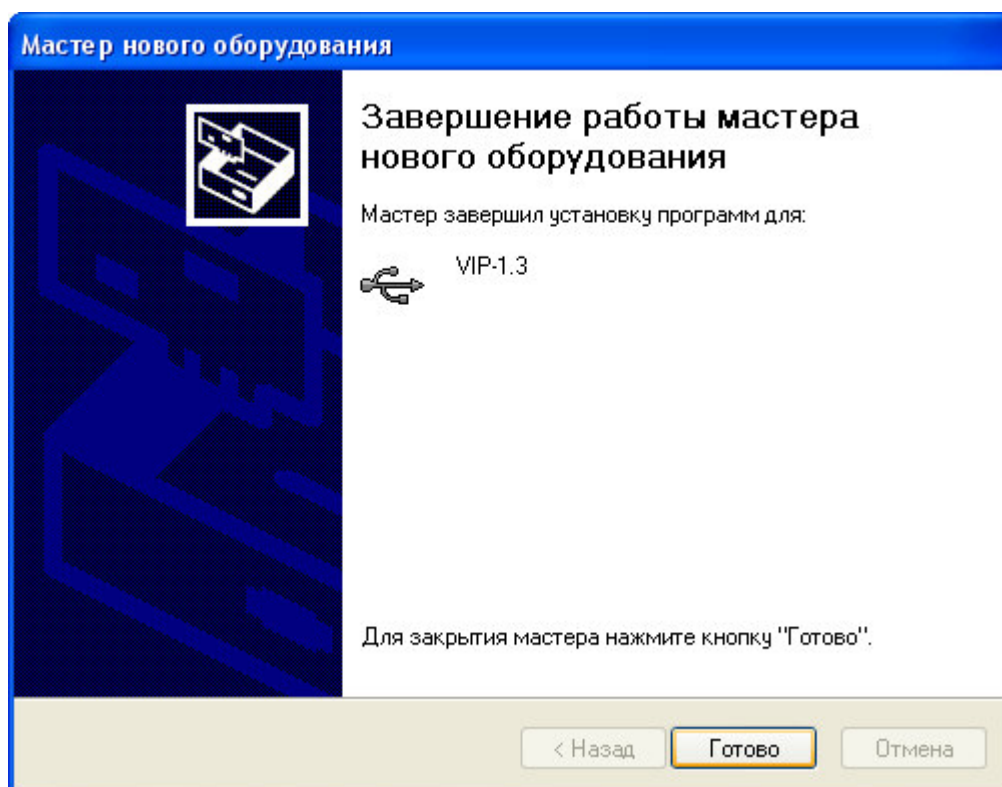 Мастер нового оборудования
Завершение работы мастера
нового оборудования
Мастер завершил установку программ для:
VIP-1.3
Для закрытия мастера нажмите кнопку "Готово".
< Назад
Готово
Отмена